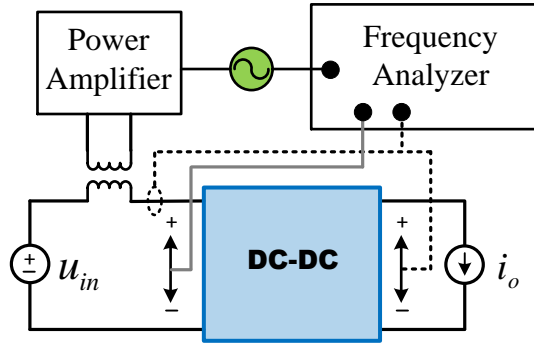 Power
Amplifier
Frequency
Analyzer
+
+
+
−
DC-DC
u_in
i_o
−
−